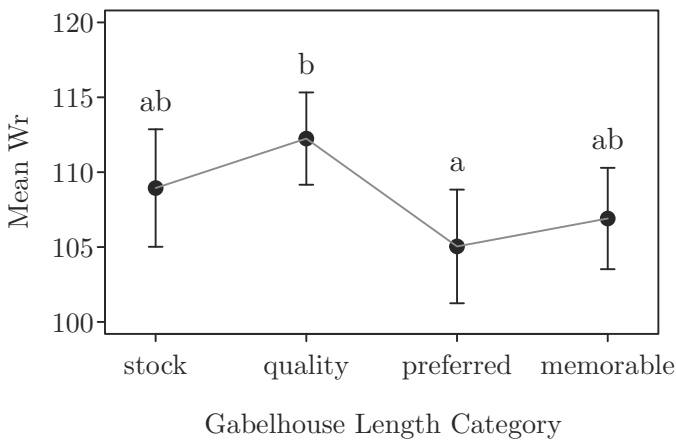 120
115
110
105
100
Mean Wr
ab
b
a
ab
stock quality preferred memorable
Gabelhouse Length Category